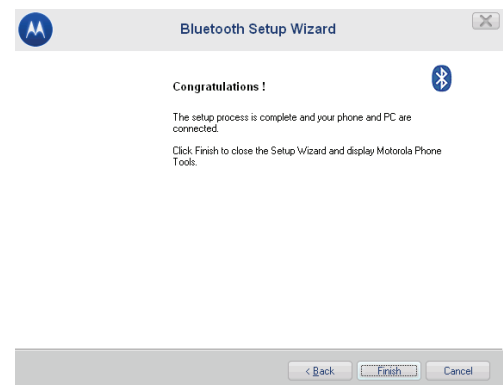 Bluetooth Setup Wizard
Congratulations !
The setup process is complete and your phone and PC are
connected.
Click Finish to close the Setup Wizard and display Motorola Phone
Tools.
< Back
Finish
Cancel